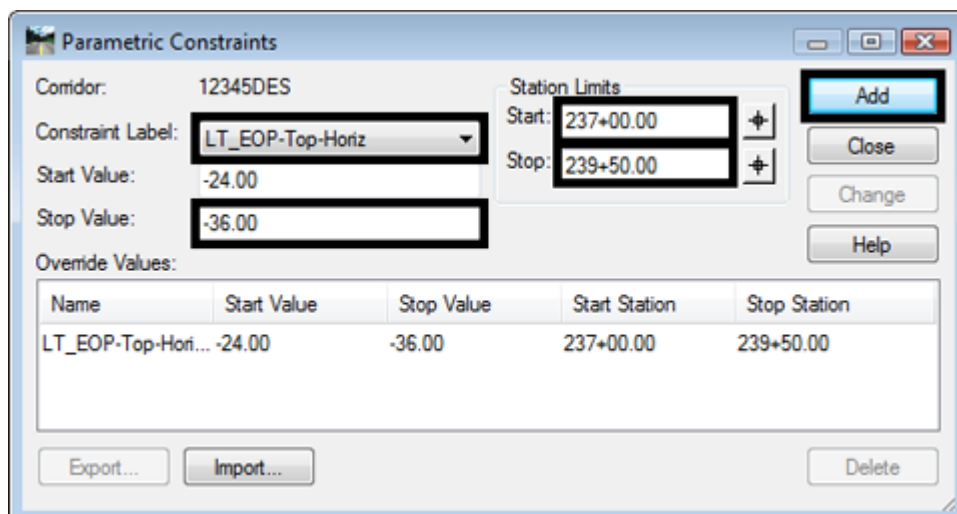 Parametric Constraints
Corridor: 12345DES
Constraint Label: LT_EOP-Top-Horiz
Start Value: -24.00
Stop Value: -36.00
Station Limits
Start: 237+00.00
Stop: 239+50.00
Add
Close
Change
Help
Override Values:
Name Start Value Stop Value Start Station Stop Station
LT_EOP-Top-Hori... -24.00 -36.00 237+00.00 239+50.00
Export... Import... Delete